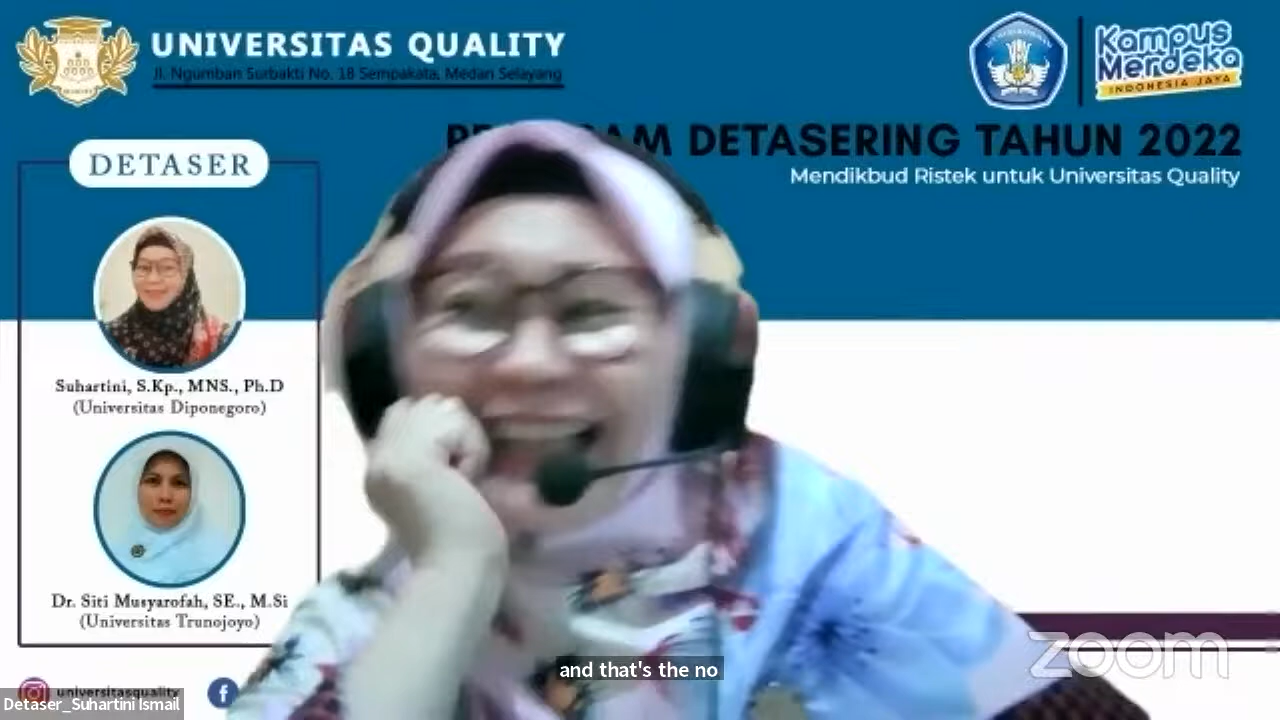 UNIVERSITAS QUALITY
Jl. Ngumban Surbakti No. 18 Sempakata, Medan Selayang
Kampus
Merdeka
INDONESIA JAYA
DETASERING TAHUN 2022
Mendikbud Ristek untuk Universitas Quality
DETASER
Suhartini, S.Kp., MNS., Ph.D
(Universitas Diponegoro)
Dr. Siti Musyarofah, SE., M.Si
(Universitas Trunojoyo)
universitasquality
Detaser_Suhartini Ismail
and that's the no
zoom